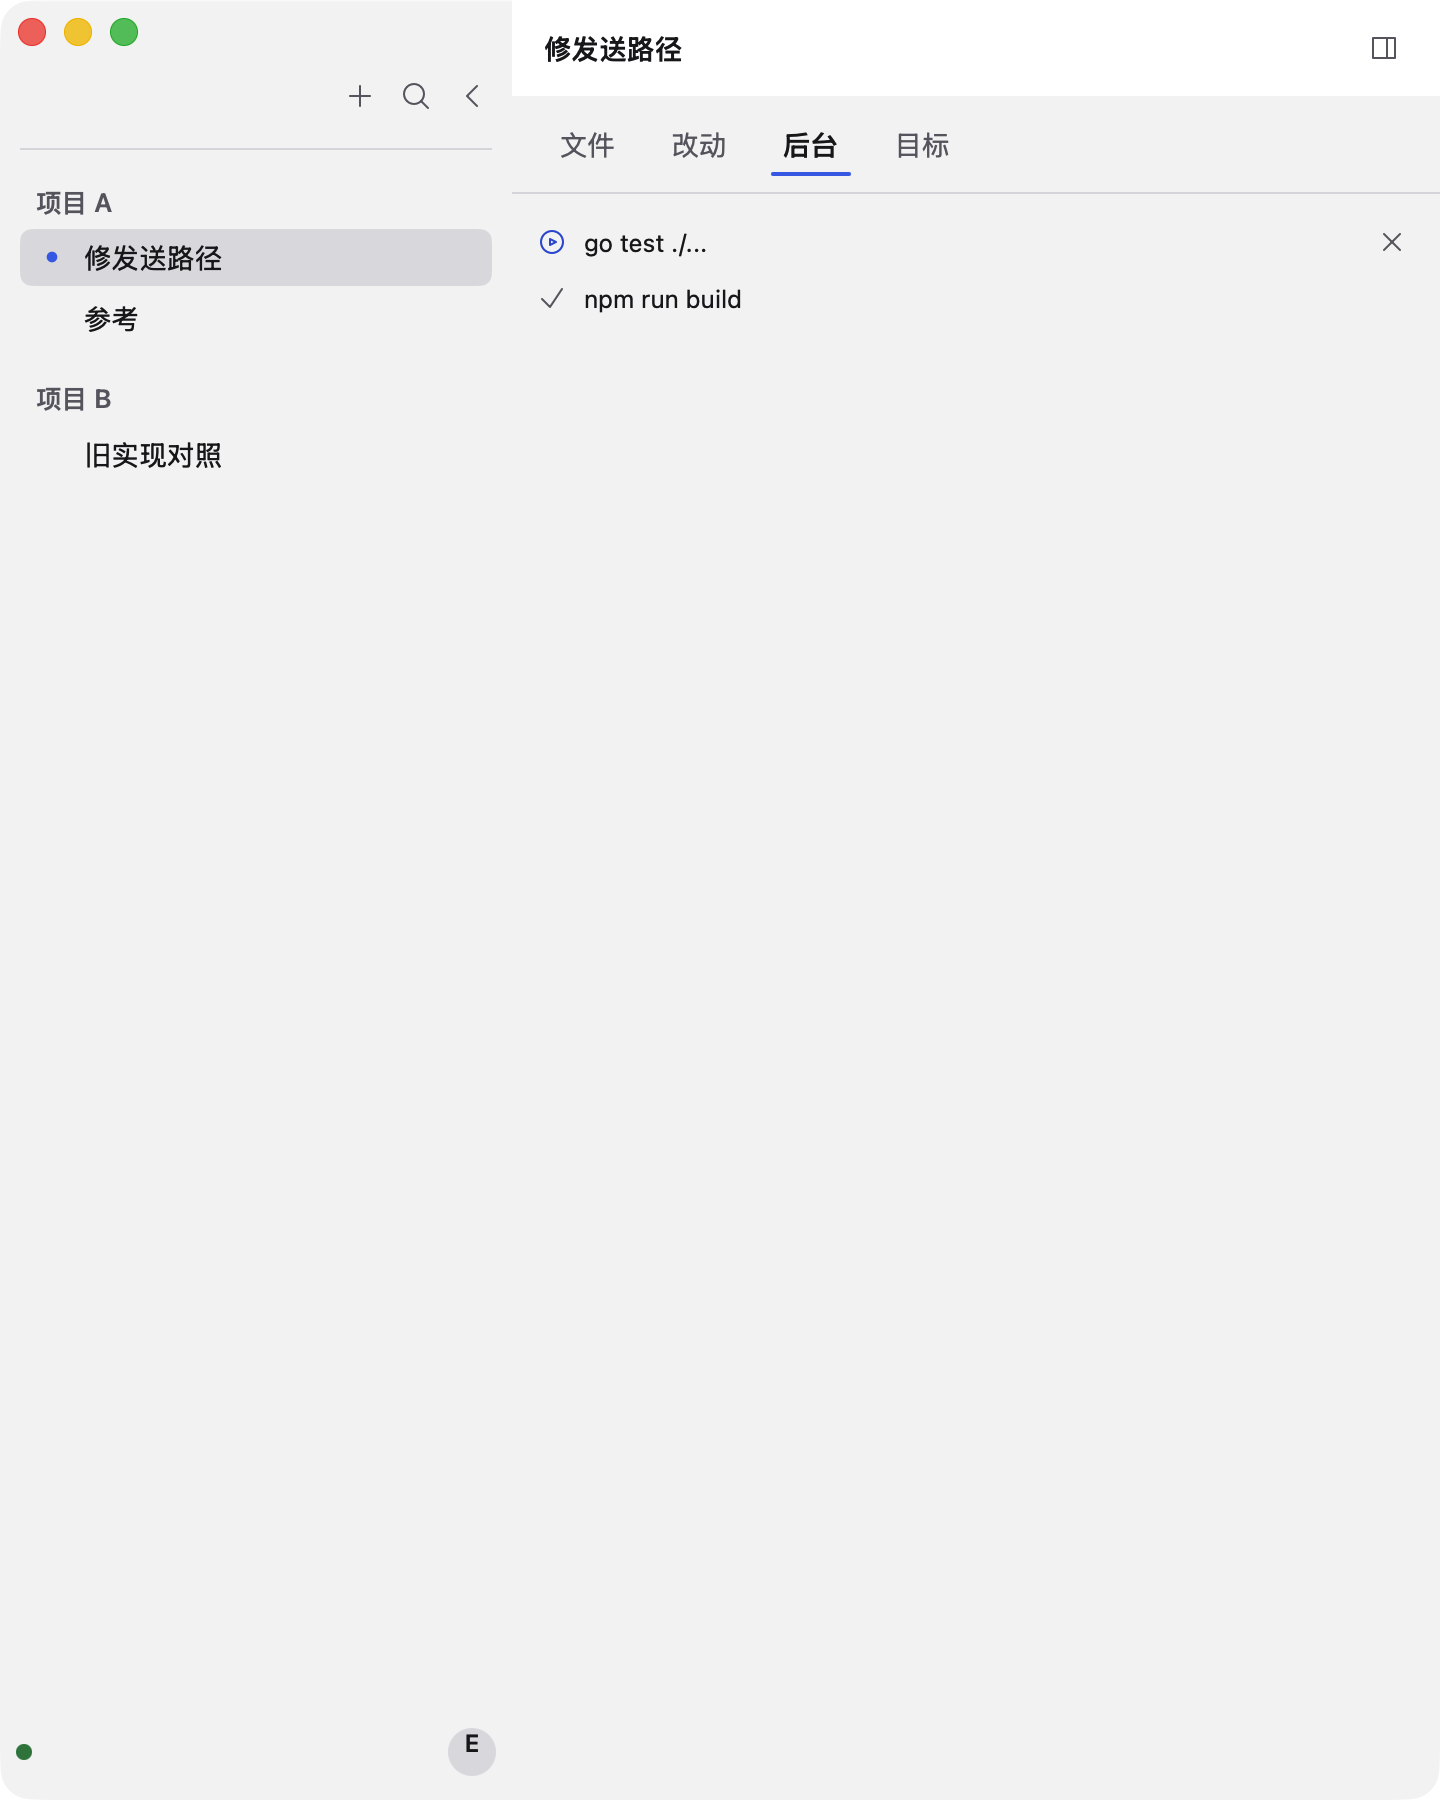 项目 A
修发送路径
参考
项目 B
旧实现对照
E
修发送路径
文件 改动 后台 目标
go test ./...
npm run build